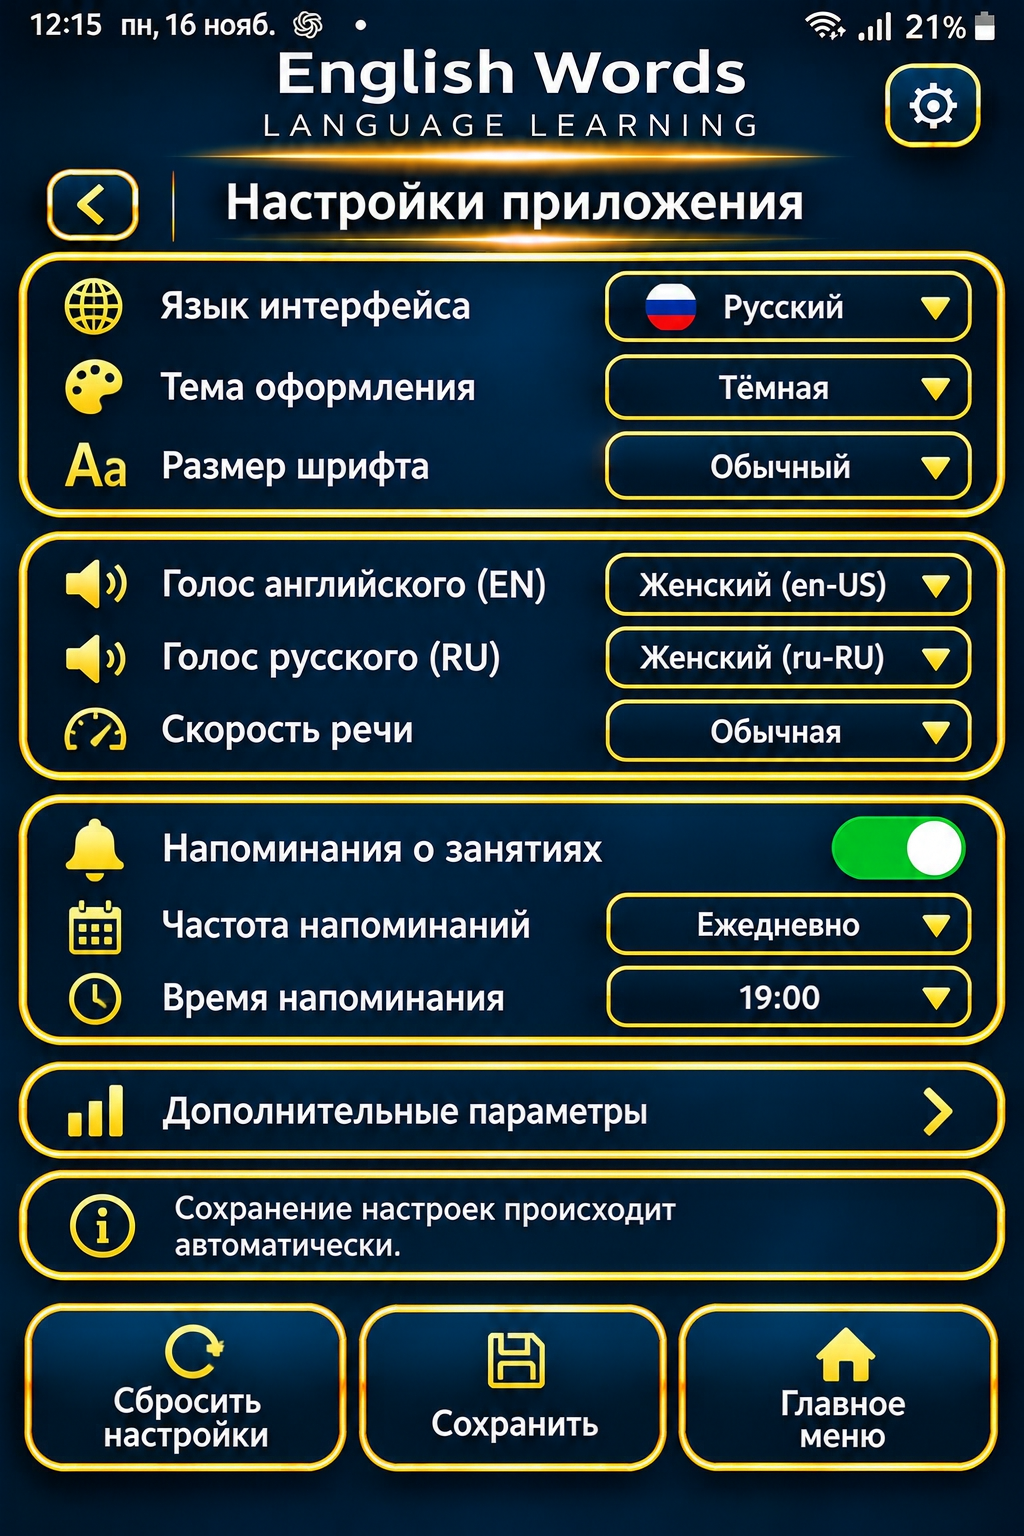 12:15 пн, 16 нояб. 21%
English Words
LANGUAGE LEARNING
Настройки приложения
Язык интерфейса Русский
Тема оформления Тёмная
Aa Размер шрифта Обычный
Голос английского (EN) Женский (en-US)
Голос русского (RU) Женский (ru-RU)
Скорость речи Обычная
Напоминания о занятиях
Частота напоминаний Ежедневно
Время напоминания 19:00
Дополнительные параметры
Сохранение настроек происходит
автоматически.
Сбросить
настройки
Сохранить
Главное
меню